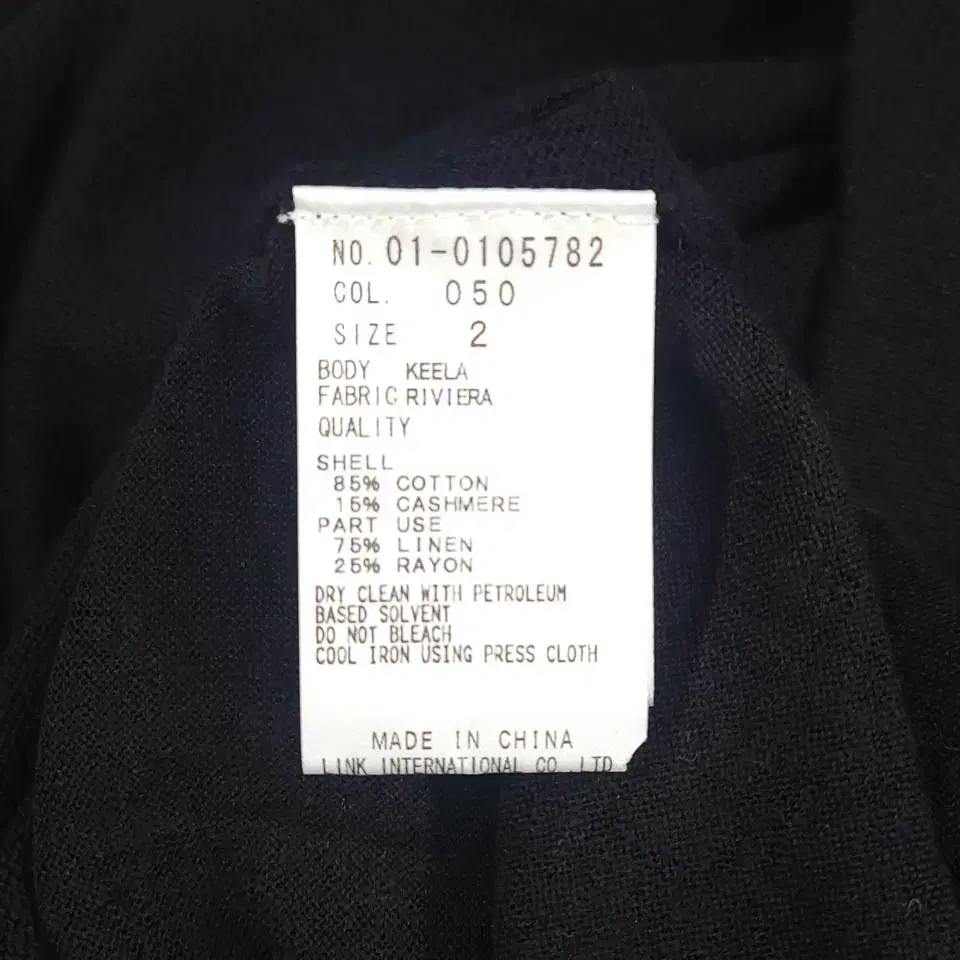 NO. 01-0105782
COL. 050
SIZE 2
BODY KEELA
FABRIC RIVIERA
QUALITY
SHELL
85% COTTON
15% CASHMERE
PART USE
75% LINEN
25% RAYON
DRY CLEAN WITH PETROLEUM
BASED SOLVENT
DO NOT BLEACH
COOL IRON USING PRESS CLOTH
MADE IN CHINA
LINK INTERNATIONAL CO.,LTD.